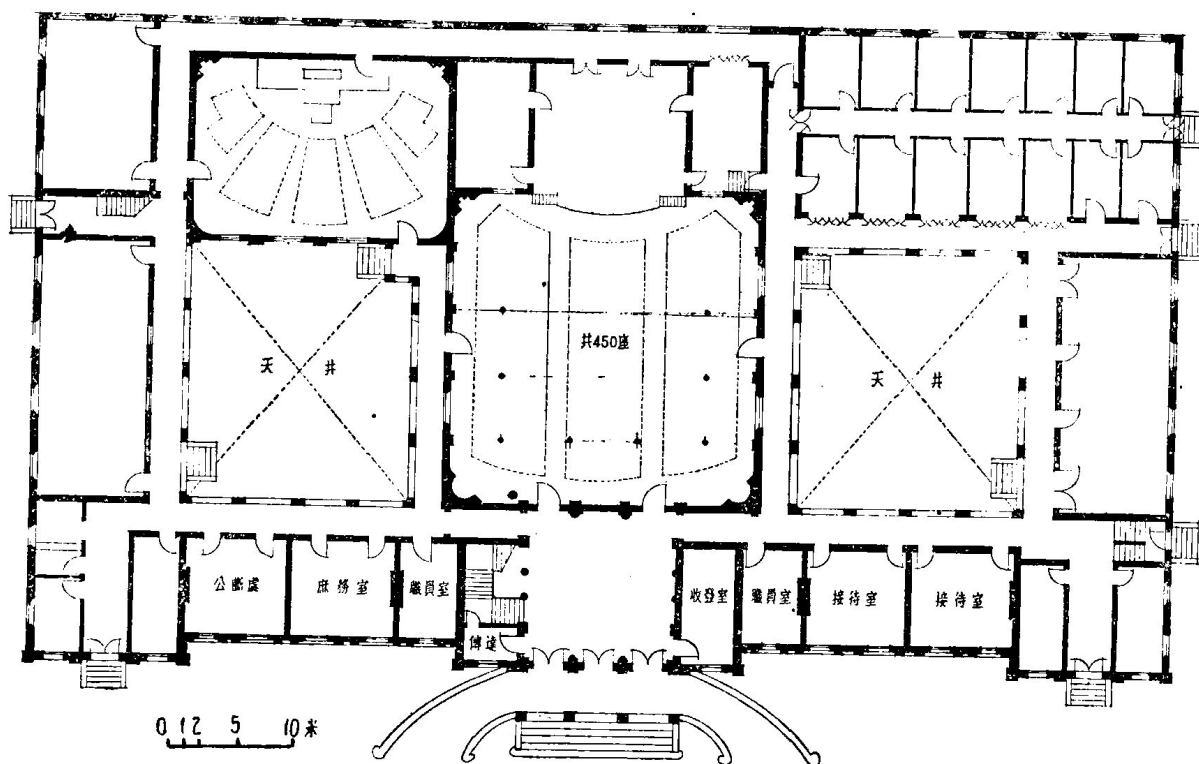 共450座
天井
天井
公斷處
庶務室
職員室
傳達
收發室
職員室
接待室
接待室
0 1 2 5 10米